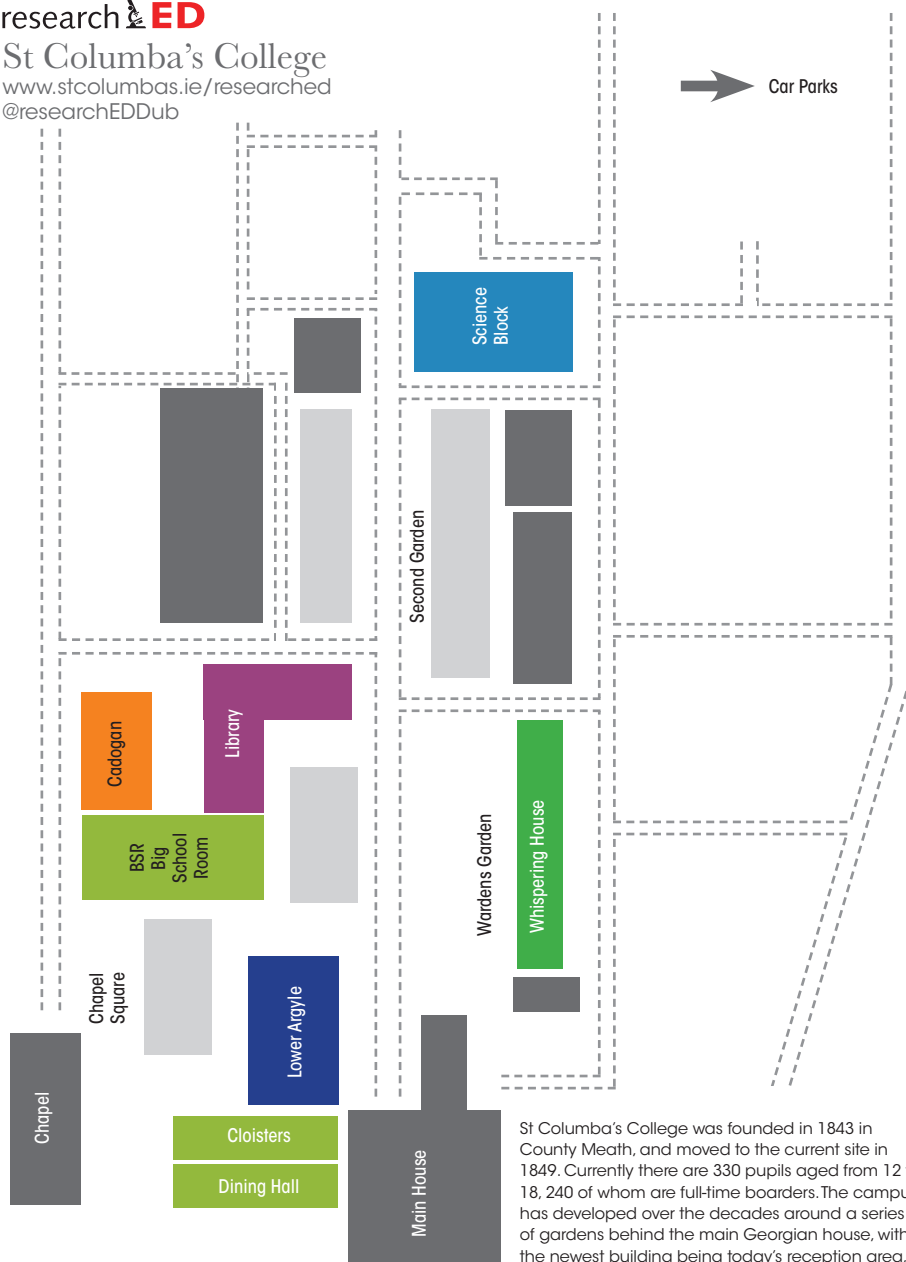 researchED
St Columba's College
www.stcolumbas.ie/researched
@researchEDDub
Car Parks
Science
Block
Second Garden
Cadogan
Library
BSR
Big
School
Room
Wardens Garden
Whispering House
Chapel
Square
Lower Argyle
Chapel
Cloisters
Dining Hall
Main House
St Columba's College was founded in 1843 in
County Meath, and moved to the current site in
1849. Currently there are 330 pupils aged from 12
18, 240 of whom are full-time boarders. The campu
has developed over the decades around a series
of gardens behind the main Georgian house, with
the newest building being today's reception area.